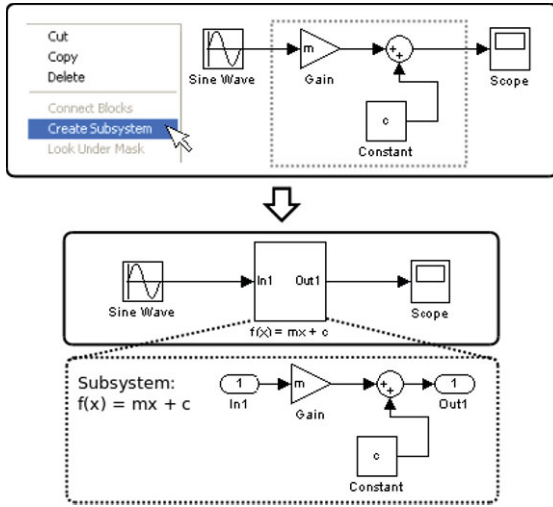 Cut
Copy
Delete
Connect Blocks
Create Subsystem
Look Under Mask
Sine Wave
m
Gain
++
c
Constant
Scope
Sine Wave
In1 Out1
f(x) = mx + c
Scope
Subsystem:
f(x) = mx + c
1
In1
m
Gain
++
1
Out1
c
Constant